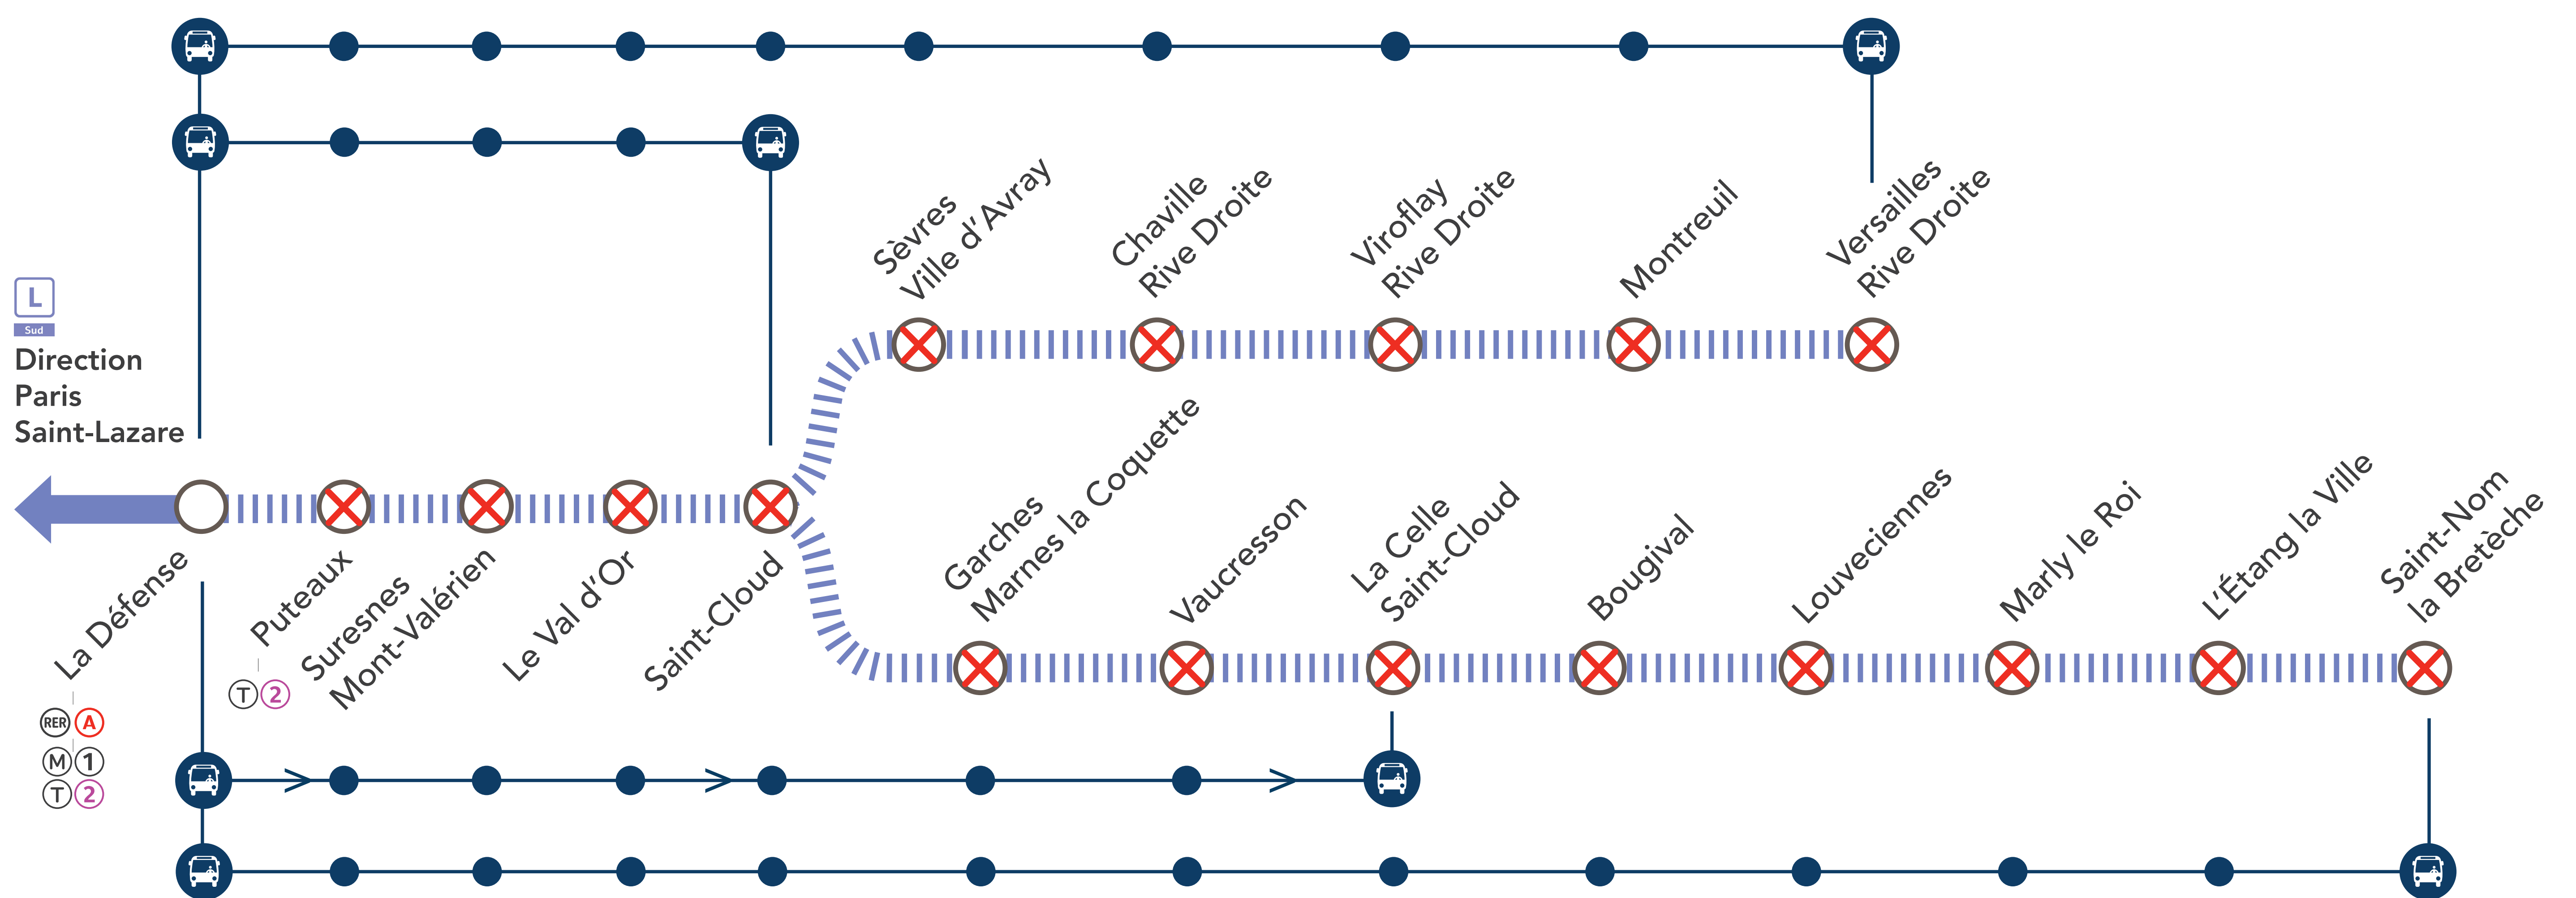 L
Sud
Direction
Paris
Saint-Lazare
Sèvres
Ville d'Avray
Chaville
Rive Droite
Viroflay
Rive Droite
Montreuil
Versailles
Rive Droite
La Défense
RER A
M 1
T 2
Puteaux
T 2
Suresnes
Mont-Valérien
Le Val d'Or
Saint-Cloud
Garches
Marnes la Coquette
Vaucresson
La Celle
Saint-Cloud
Bougival
Louveciennes
Marly le Roi
L'Étang la Ville
Saint-Nom
la Bretèche